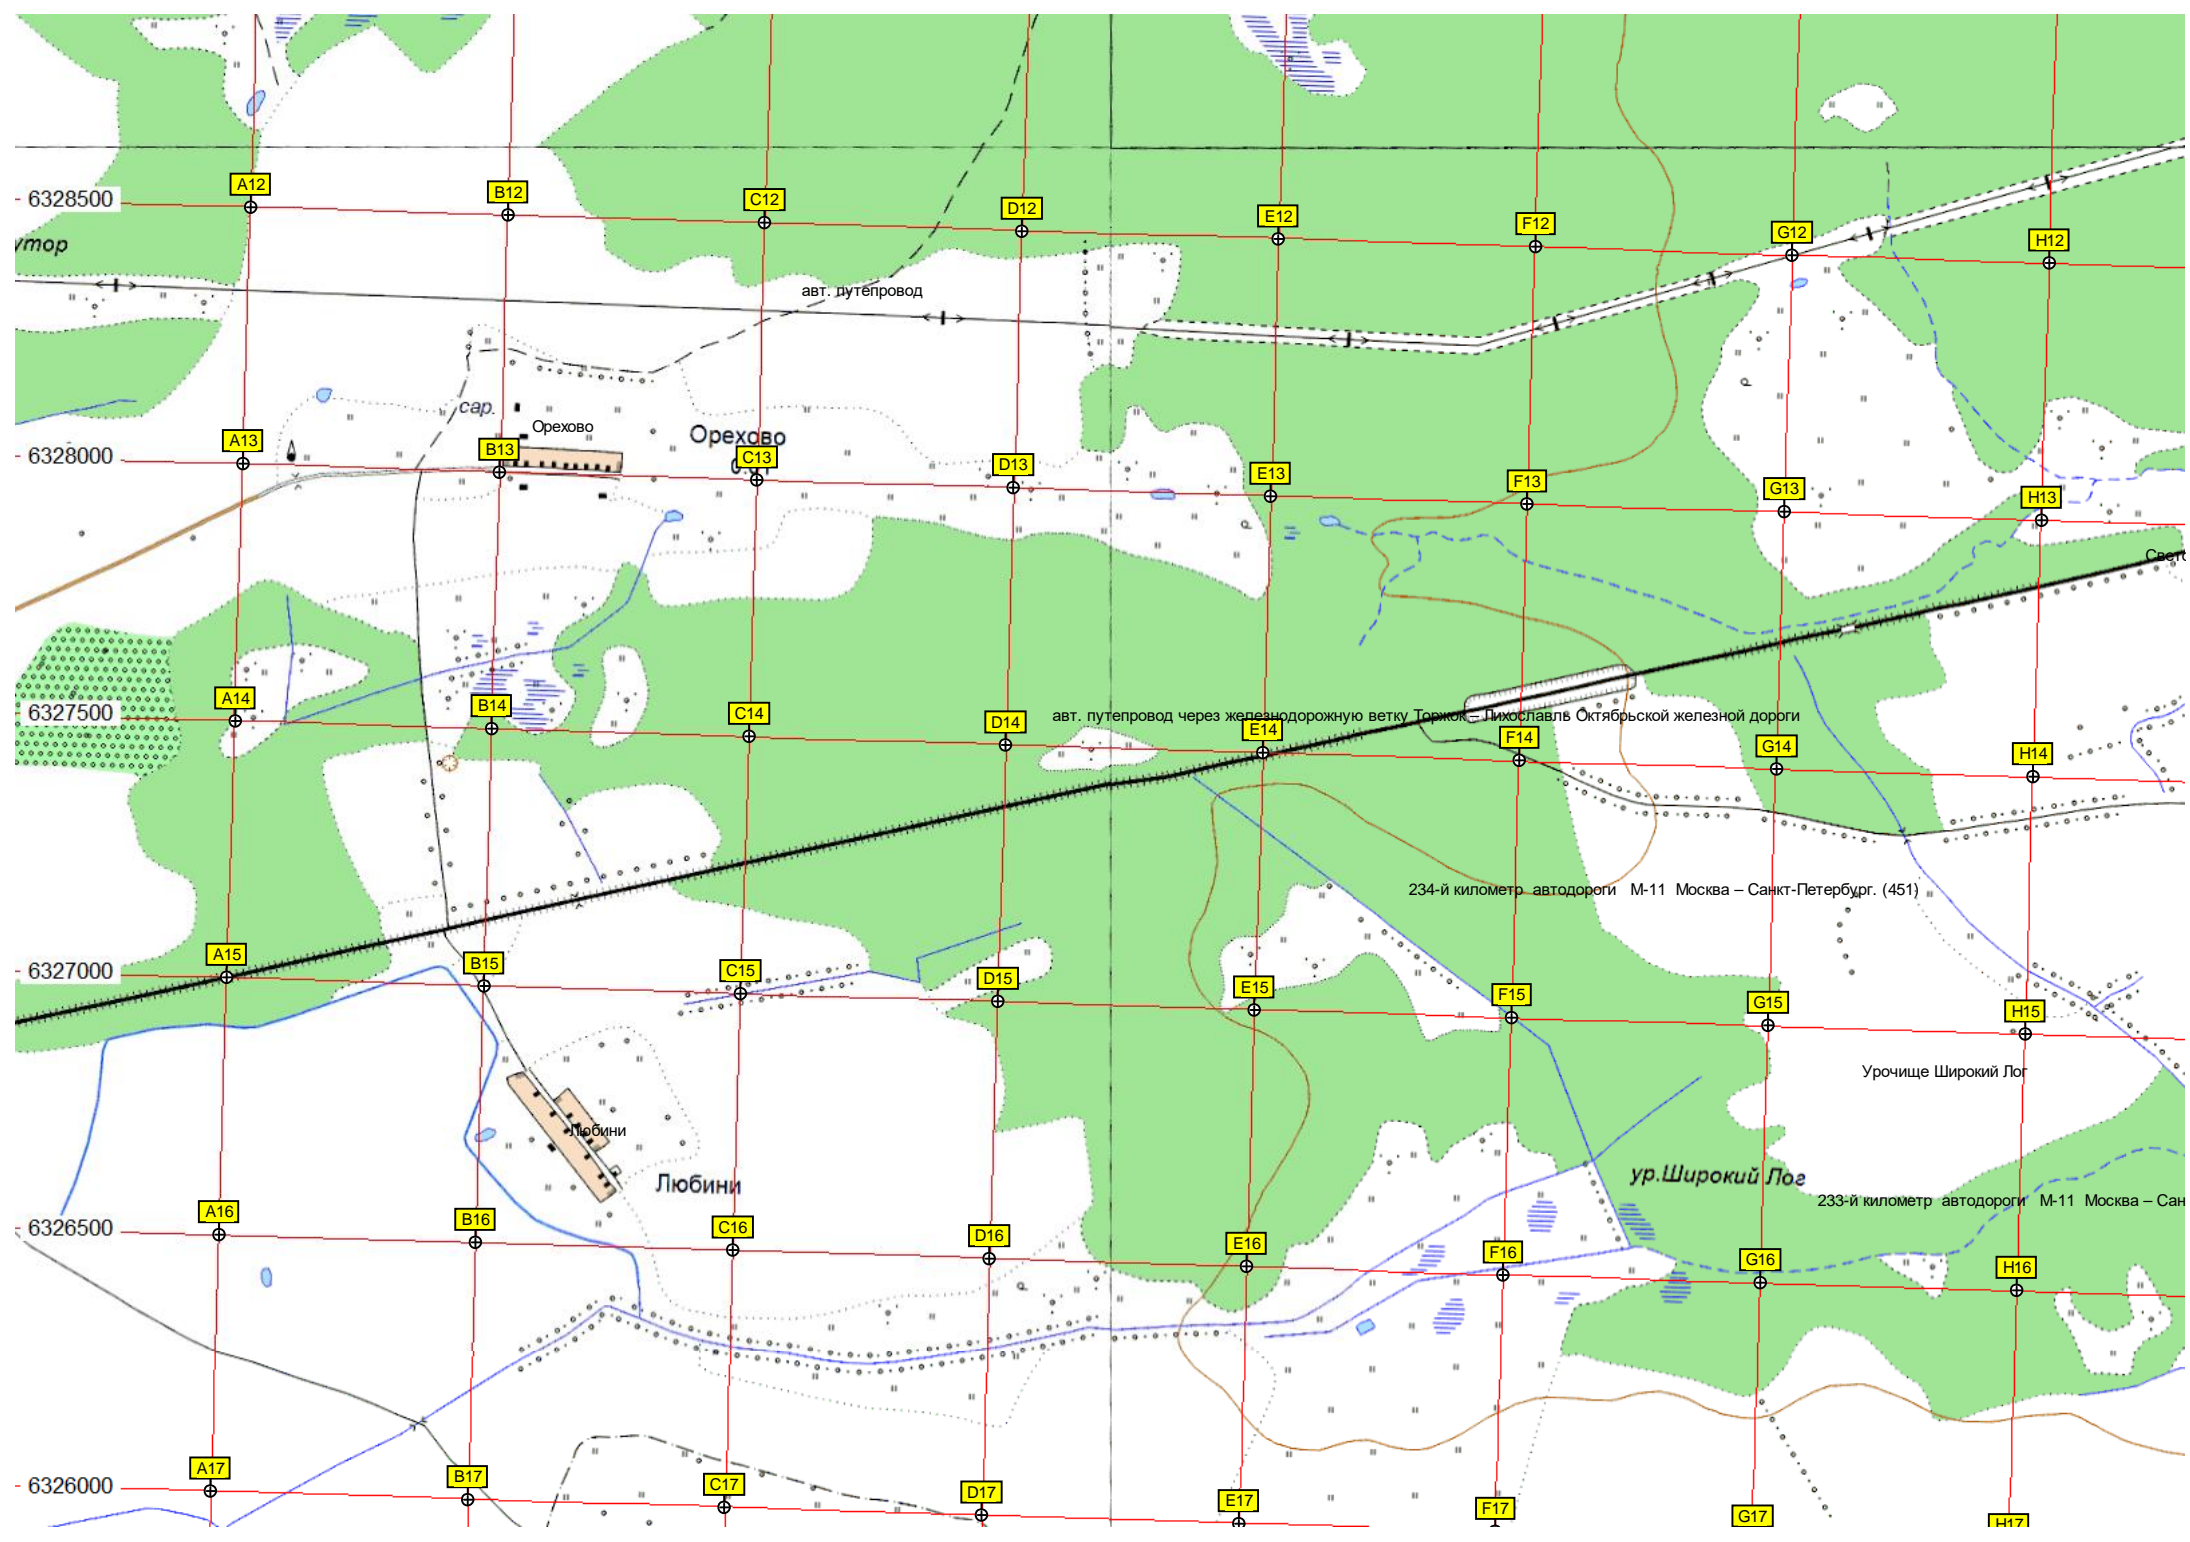 A12 B12 C12 D12 E12 F12 G12 H12
6328500
утор
авт. путепровод
сар.
Орехово
Орехово
A13 B13 C13 D13 E13 F13 G13 H13
6328000
Свето
A14 B14 C14 D14 E14 F14 G14 H14
6327500
авт. путепровод через железнодорожную ветку Торжок – Лихославль Октябрьской железной дороги
234-й километр автодороги М-11 Москва – Санкт-Петербург. (451)
A15 B15 C15 D15 E15 F15 G15 H15
6327000
Урочище Широкий Лог
Любини
Любини
ур.Широкий Лог
233-й километр автодороги М-11 Москва – Сан
A16 B16 C16 D16 E16 F16 G16 H16
6326500
A17 B17 C17 D17 E17 F17 G17 H17
6326000